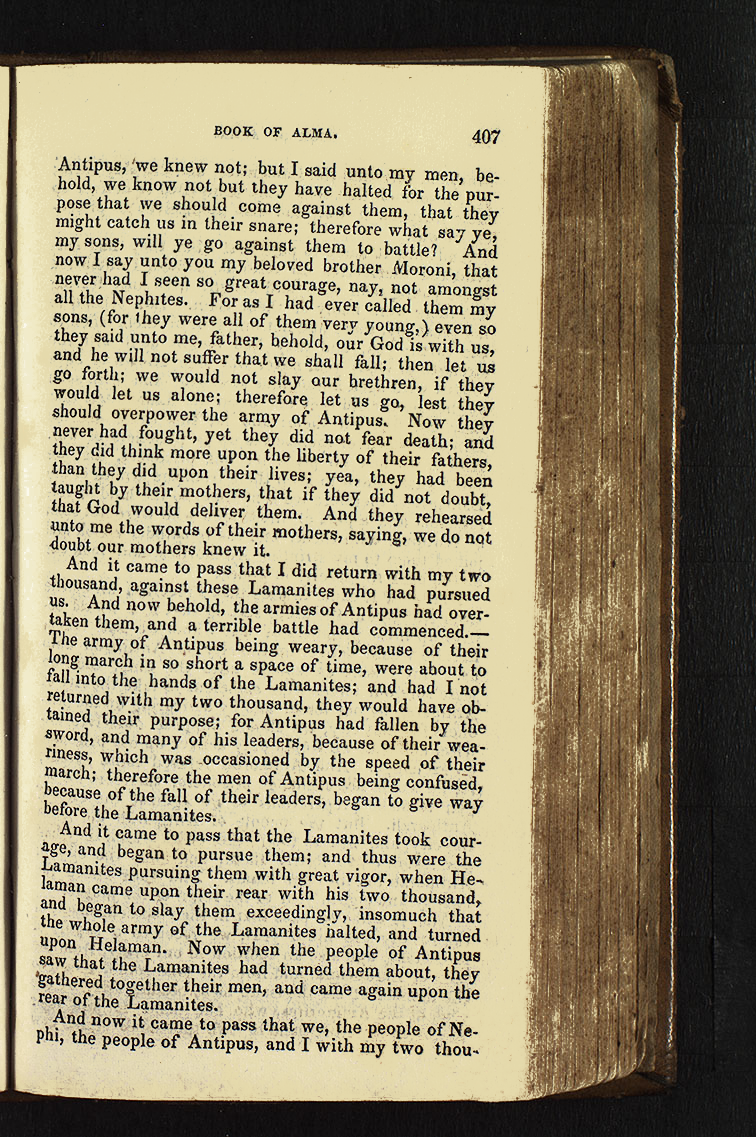 BOOK OF ALMA. 407
Antipus, we knew not; but I said unto my men, be-
hold, we know not but they have halted for the pur-
pose that we should come against them, that they
might catch us in their snare; therefore what say ye,
my sons, will ye go against them to battle? And
now I say unto you my beloved brother Moroni, that
never had I seen so great courage, nay, not amongst
all the Nephites. For as I had ever called them my
sons, (for they were all of them very young,) even so
they said unto me, father, behold, our God is with us,
and he will not suffer that we shall fall; then let us
go forth; we would not slay our brethren, if they
would let us alone; therefore let us go, lest they
should overpower the army of Antipus. Now they
never had fought, yet they did not fear death; and
they did think more upon the liberty of their fathers,
than they did upon their lives; yea, they had been
taught by their mothers, that if they did not doubt,
that God would deliver them. And they rehearsed
unto me the words of their mothers, saying, we do not
doubt our mothers knew it.
And it came to pass that I did return with my two
thousand, against these Lamanites who had pursued
us. And now behold, the armies of Antipus had over-
taken them, and a terrible battle had commenced.—
The army of Antipus being weary, because of their
long march in so short a space of time, were about to
fall into the hands of the Lamanites; and had I not
returned with my two thousand, they would have ob-
tained their purpose; for Antipus had fallen by the
sword, and many of his leaders, because of their wea-
riness, which was occasioned by the speed of their
march; therefore the men of Antipus being confused,
because of the fall of their leaders, began to give way
before the Lamanites.
And it came to pass that the Lamanites took cour-
age, and began to pursue them; and thus were the
Lamanites pursuing them with great vigor, when He-
laman came upon their rear with his two thousand,
and began to slay them exceedingly, insomuch that
the whole army of the Lamanites halted, and turned
upon Helaman. Now when the people of Antipus
saw that the Lamanites had turned them about, they
gathered together their men, and came again upon the
rear of the Lamanites.
And now it came to pass that we, the people of Ne-
phi, the people of Antipus, and I with my two thou-